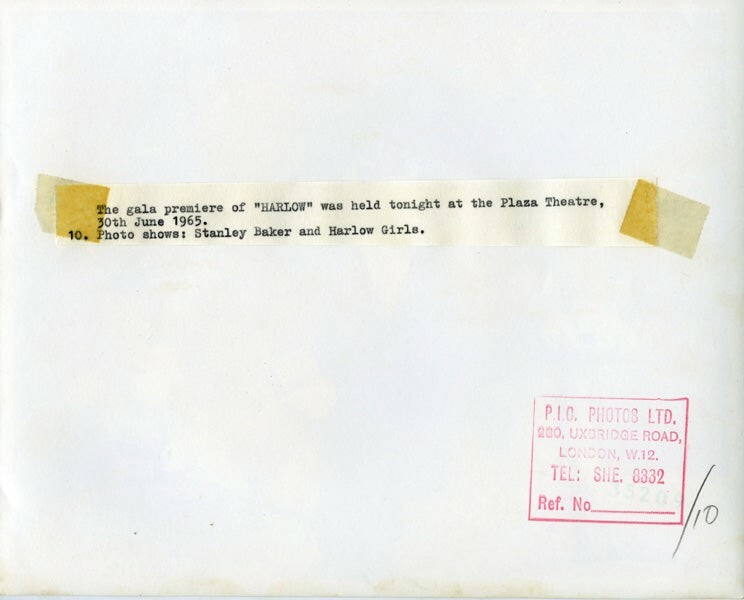 The gala premiere of "HARLOW" was held tonight at the Plaza Theatre,
30th June 1965.
10. Photo shows: Stanley Baker and Harlow Girls.
P.I.C. PHOTOS LTD.
UXBRIDGE ROAD,
LONDON, W.12.
TEL: SHE. 8332
Ref. No
/10